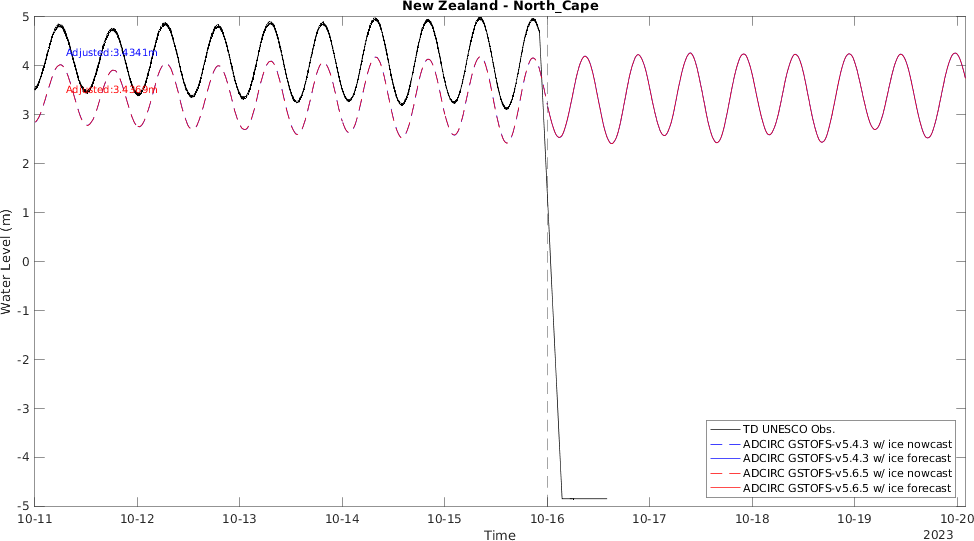 New Zealand - North_Cape
5
4
3
2
1
0
-1
-2
-3
-4
-5
Water Level (m)
Adjusted:3.4341m
Adjusted:3.4369m
TD UNESCO Obs.
ADCIRC GSTOFS-v5.4.3 w/ ice nowcast
ADCIRC GSTOFS-v5.4.3 w/ ice forecast
ADCIRC GSTOFS-v5.6.5 w/ ice nowcast
ADCIRC GSTOFS-v5.6.5 w/ ice forecast
10-11 10-12 10-13 10-14 10-15 10-16 10-17 10-18 10-19 10-20
Time
2023